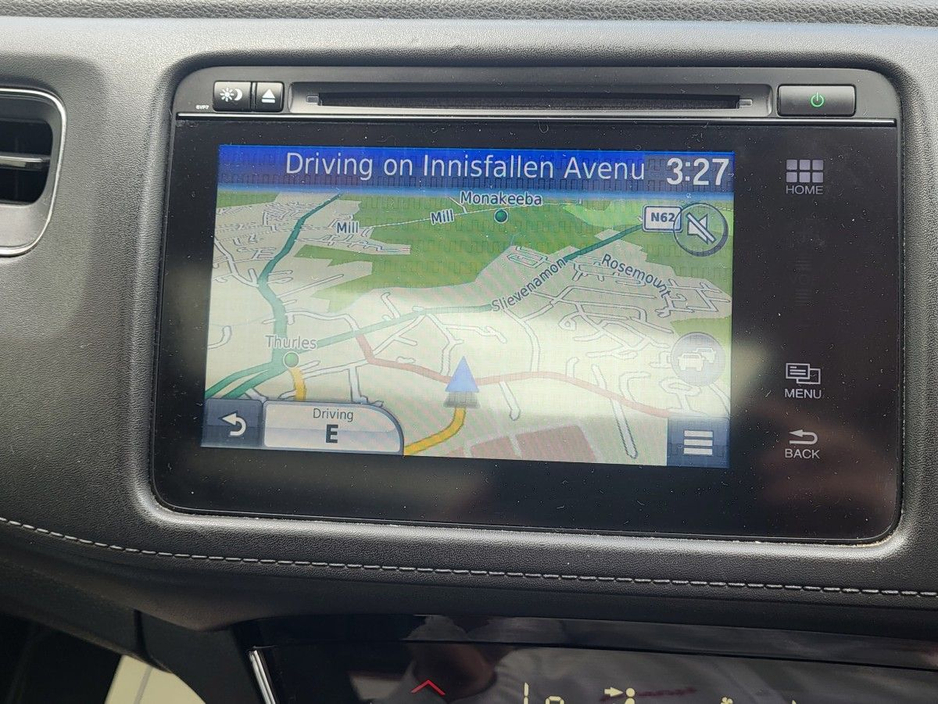 Driving on Innisfallen Avenu 3:27
Monakeeba
Mill
Mill
N62
Rosemount
Slievenamon
Thurles
Driving
E
HOME
MENU
BACK